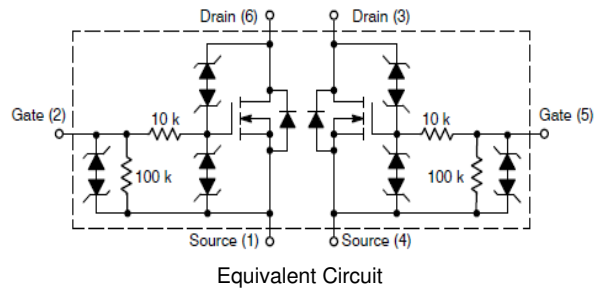 Drain (6) Drain (3)
Gate (2) 10 k 10 k Gate (5)
100 k 100 k
Source (1) Source (4)
Equivalent Circuit